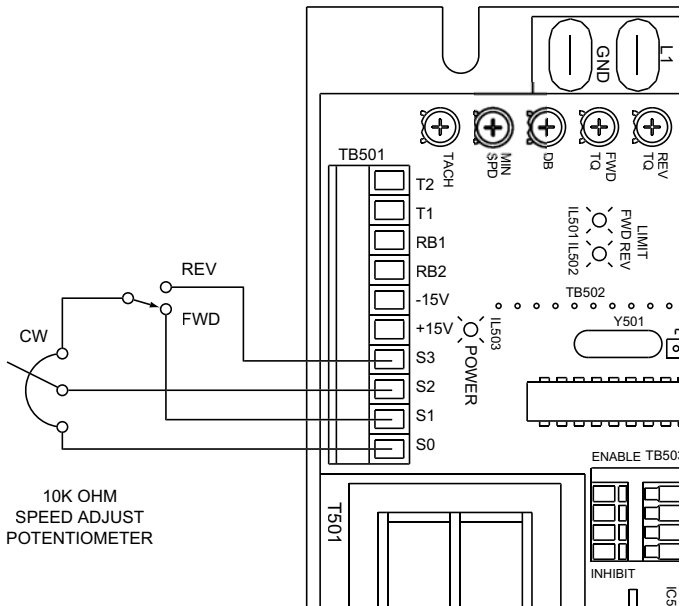 GND
L1
TB501
TACH
MIN
SPD
DB
FWD
TQ
REV
TQ
T2
T1
RB1
RB2
-15V
+15V
S3
S2
S1
S0
LIMIT
FWD REV
IL501 IL502
TB502
IL503
POWER
Y501
REV
FWD
CW
10K OHM
SPEED ADJUST
POTENTIOMETER
ENABLE TB503
INHIBIT
T501
IC5